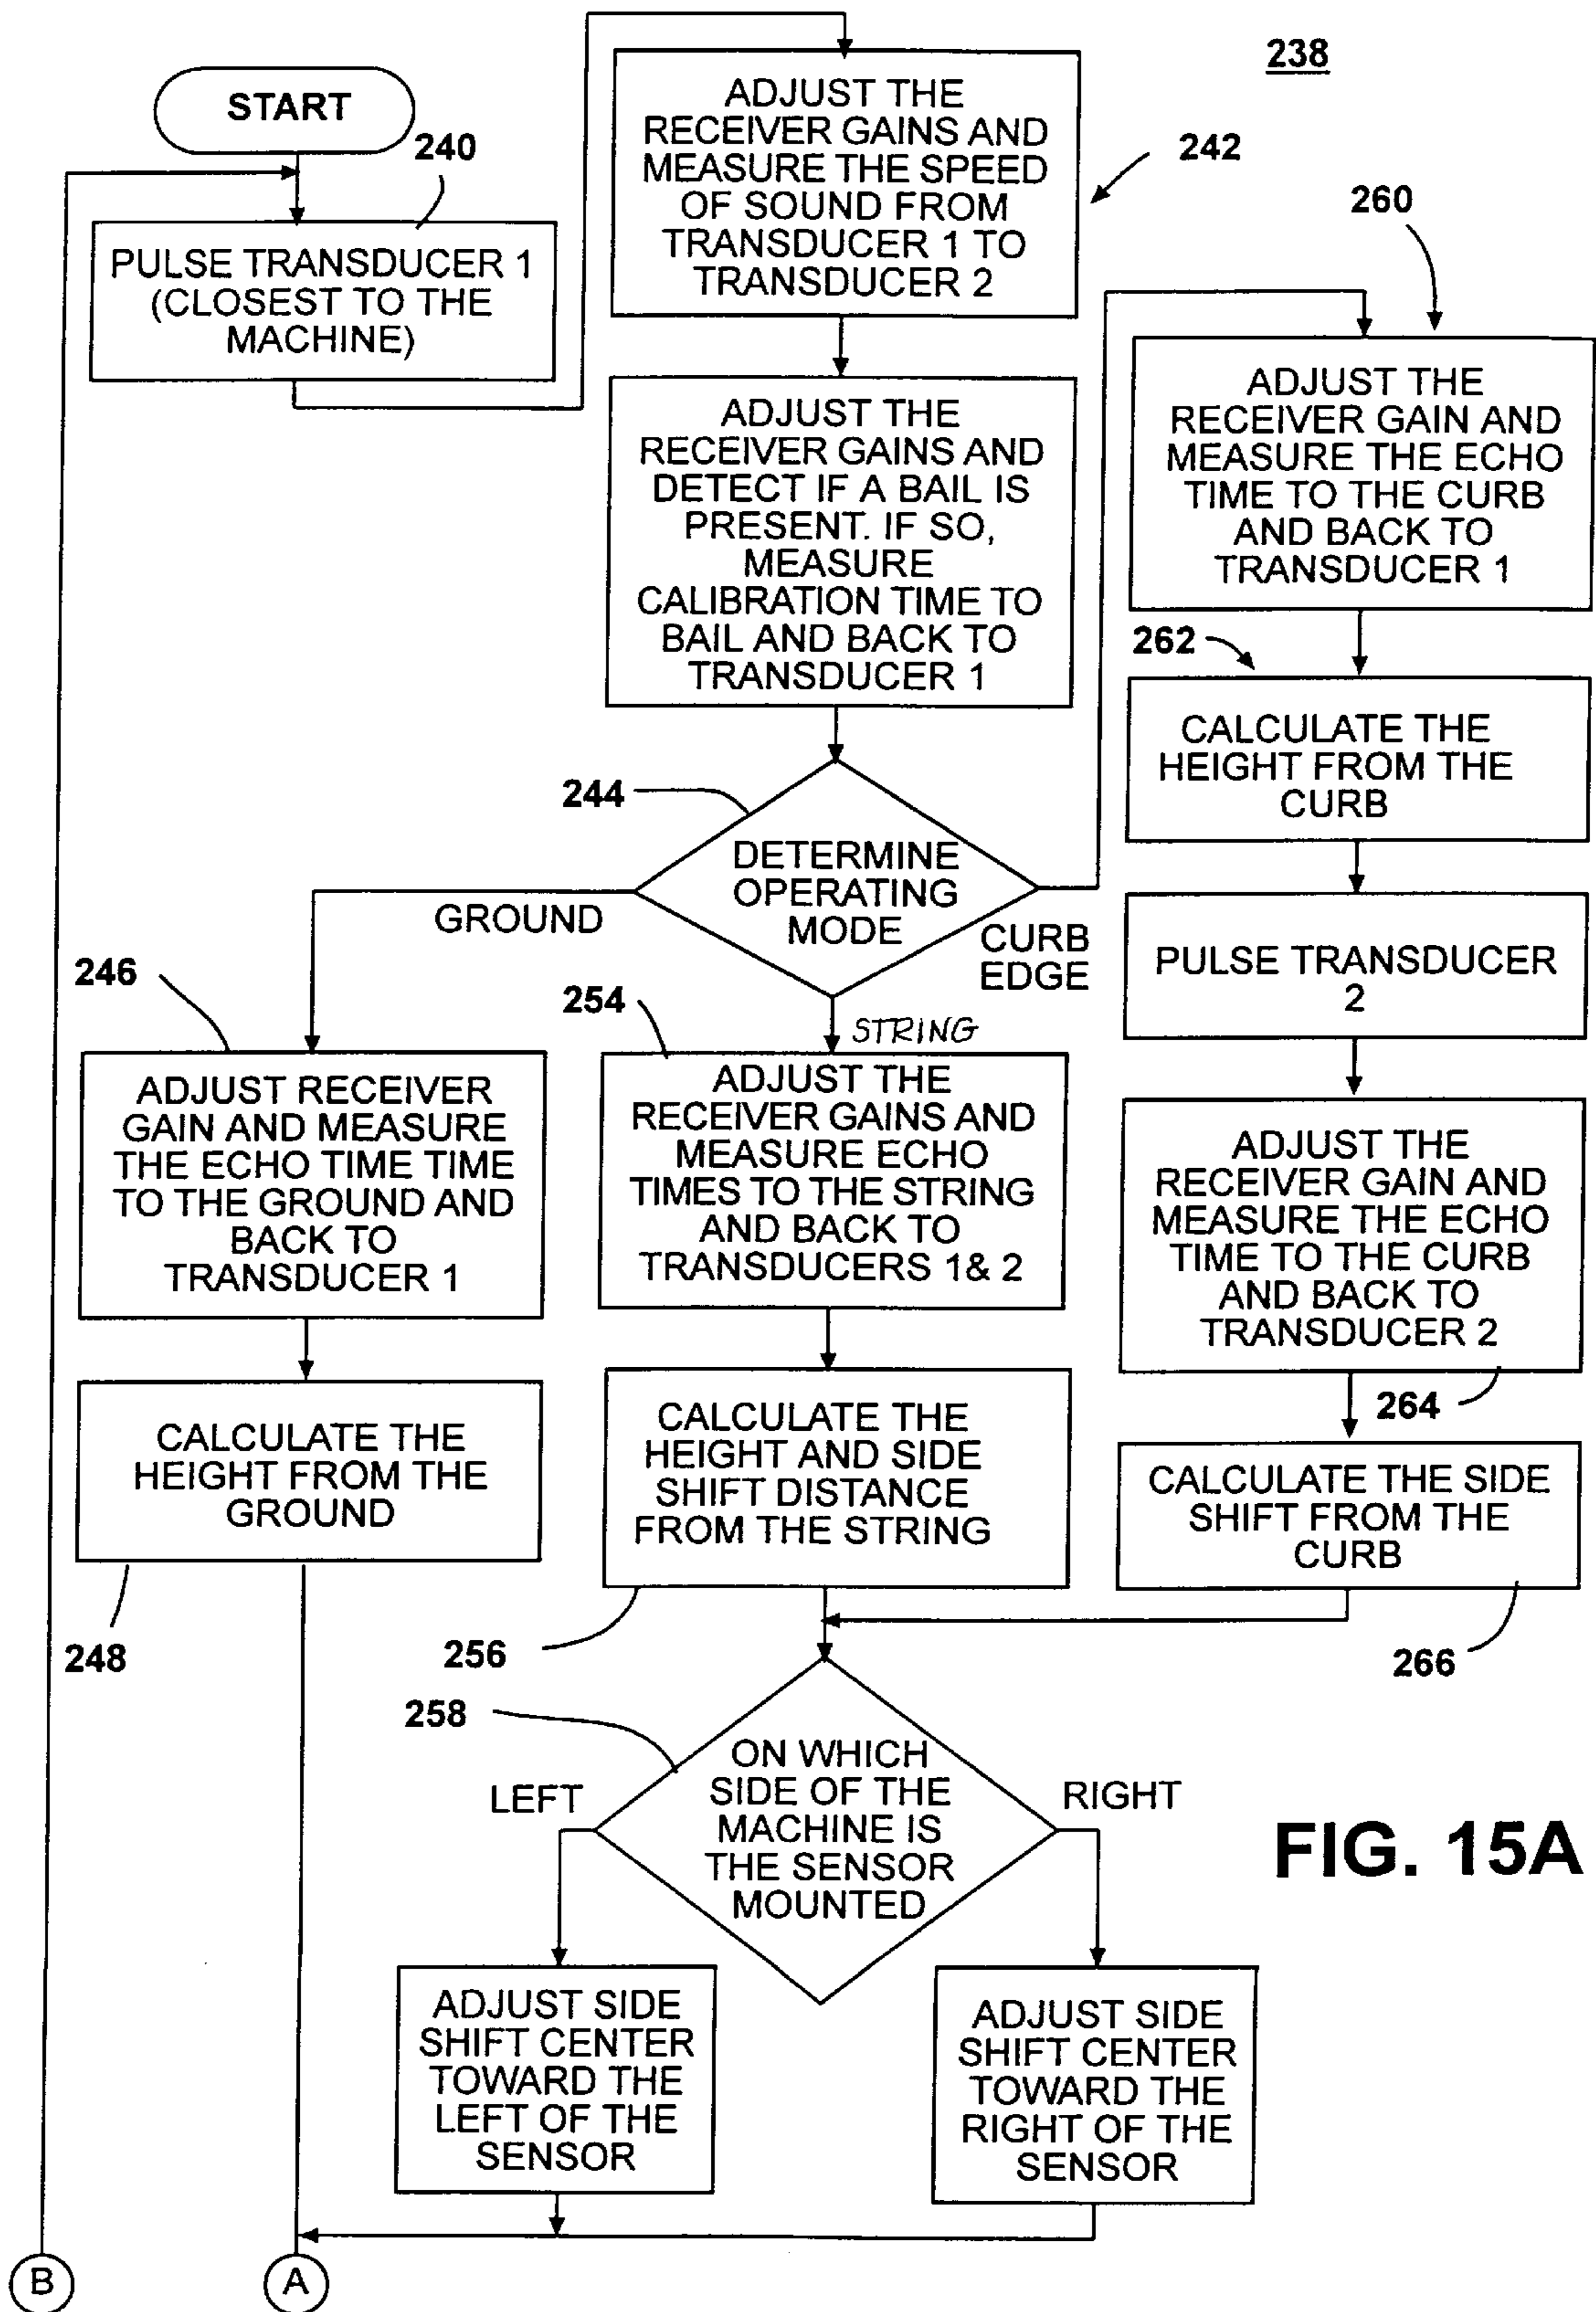 238
START
240
PULSE TRANSDUCER 1
(CLOSEST TO THE
MACHINE)
ADJUST THE
RECEIVER GAINS AND
MEASURE THE SPEED
OF SOUND FROM
TRANSDUCER 1 TO
TRANSDUCER 2
242
ADJUST THE
RECEIVER GAINS AND
DETECT IF A BAIL IS
PRESENT. IF SO,
MEASURE
CALIBRATION TIME TO
BAIL AND BACK TO
TRANSDUCER 1
244
DETERMINE
OPERATING
MODE
GROUND
CURB
EDGE
STRING
246
ADJUST RECEIVER
GAIN AND MEASURE
THE ECHO TIME TIME
TO THE GROUND AND
BACK TO
TRANSDUCER 1
CALCULATE THE
HEIGHT FROM THE
GROUND
248
254
ADJUST THE
RECEIVER GAINS AND
MEASURE ECHO
TIMES TO THE STRING
AND BACK TO
TRANSDUCERS 1& 2
CALCULATE THE
HEIGHT AND SIDE
SHIFT DISTANCE
FROM THE STRING
256
260
ADJUST THE
RECEIVER GAIN AND
MEASURE THE ECHO
TIME TO THE CURB
AND BACK TO
TRANSDUCER 1
262
CALCULATE THE
HEIGHT FROM THE
CURB
PULSE TRANSDUCER
2
ADJUST THE
RECEIVER GAIN AND
MEASURE THE ECHO
TIME TO THE CURB
AND BACK TO
TRANSDUCER 2
264
CALCULATE THE SIDE
SHIFT FROM THE
CURB
266
258
ON WHICH
SIDE OF THE
MACHINE IS
THE SENSOR
MOUNTED
LEFT
RIGHT
ADJUST SIDE
SHIFT CENTER
TOWARD THE
LEFT OF THE
SENSOR
ADJUST SIDE
SHIFT CENTER
TOWARD THE
RIGHT OF THE
SENSOR
FIG. 15A
B
A